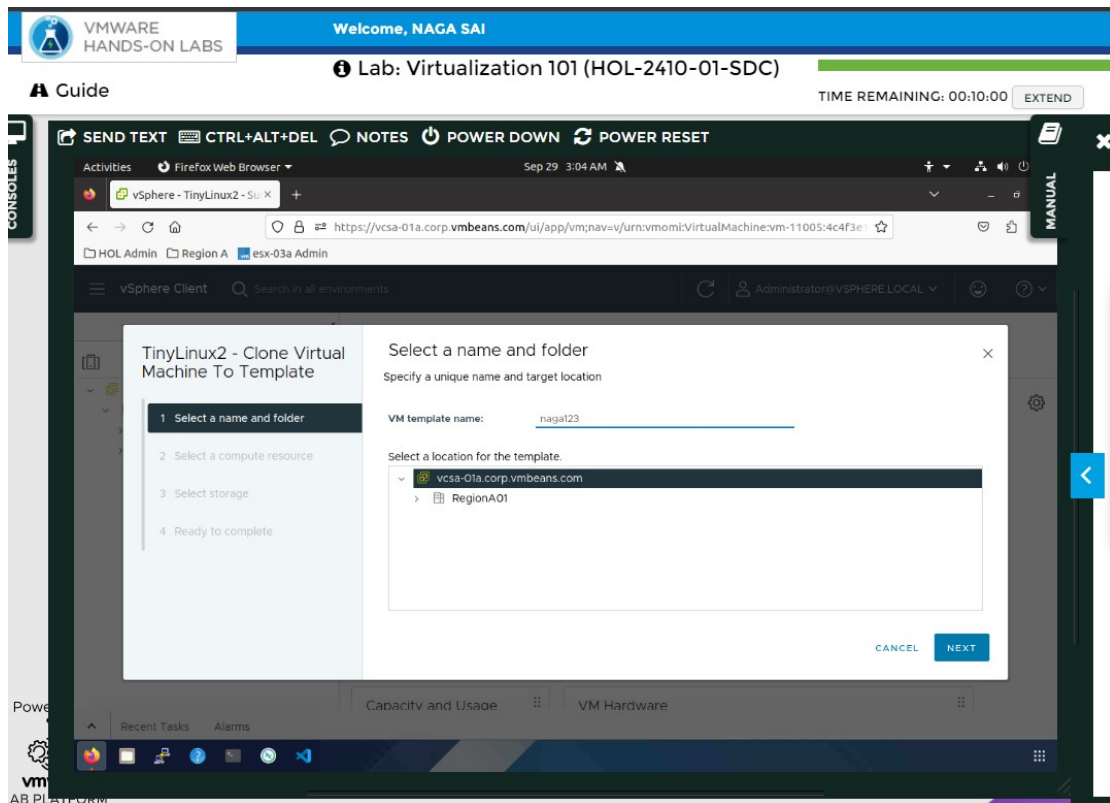 VMWARE
HANDS-ON LABS
Welcome, NAGA SAI
Lab: Virtualization 101 (HOL-2410-01-SDC)
Guide
TIME REMAINING: 00:10:00 EXTEND
CONSOLES
SEND TEXT CTRL+ALT+DEL NOTES POWER DOWN POWER RESET
MANUAL
Activities Firefox Web Browser Sep 29 3:04 AM
vSphere - TinyLinux2 - Su × +
https://vcsa-01a.corp.vmbeans.com/ui/app/vm;nav=v/urn:vmomi:VirtualMachine:vm-11005:4c4f3e
HOL Admin Region A esx-03a Admin
vSphere Client Search in all environments Administrator@VSPHERE.LOCAL
TinyLinux2 - Clone Virtual
Machine To Template
1 Select a name and folder
2 Select a compute resource
3 Select storage
4 Ready to complete
Select a name and folder
Specify a unique name and target location
VM template name: naga123
Select a location for the template.
vcsa-01a.corp.vmbeans.com
RegionA01
CANCEL NEXT
Capacity and Usage VM Hardware
Recent Tasks Alarms